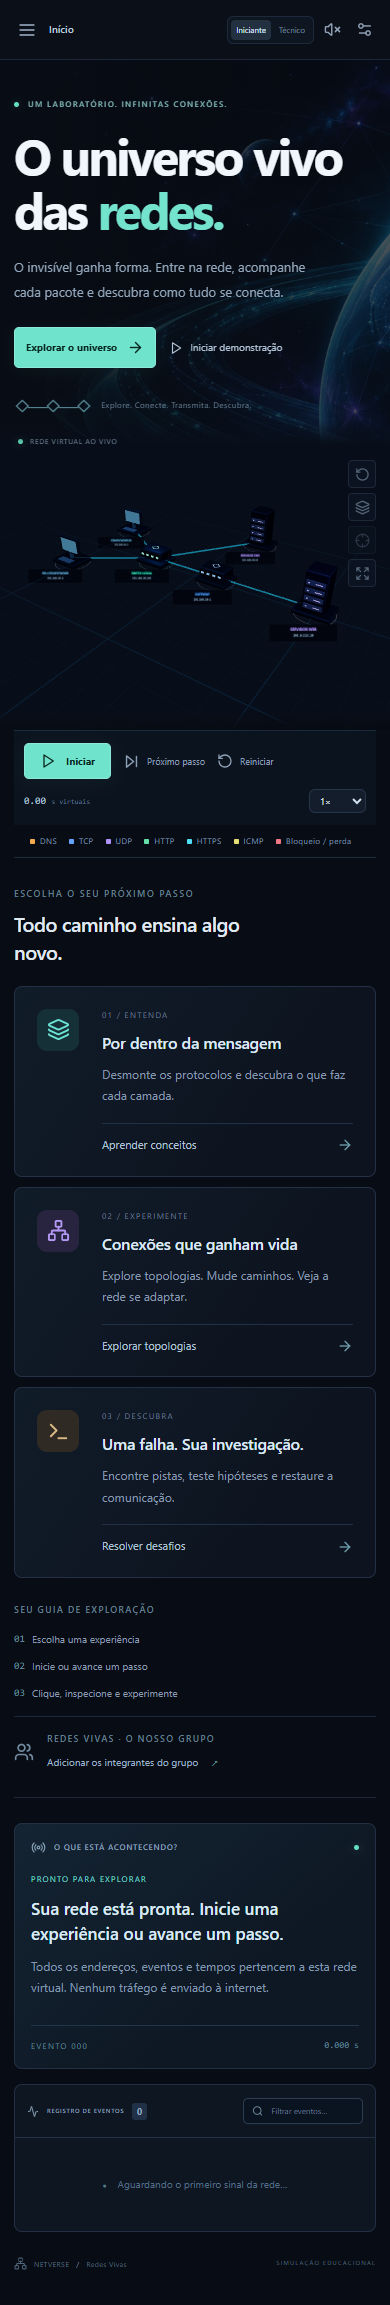 Início
Iniciante Técnico
UM LABORATÓRIO. INFINITAS CONEXÕES.
O universo vivo
das redes.
O invisível ganha forma. Entre na rede, acompanhe
cada pacote e descubra como tudo se conecta.
Explorar o universo
Iniciar demonstração
Explore. Conecte. Transmita. Descubra.
REDE VIRTUAL AO VIVO
Iniciar
Próximo passo
Reiniciar
0.00 s virtuais
1×
DNS TCP UDP HTTP HTTPS ICMP Bloqueio / perda
ESCOLHA O SEU PRÓXIMO PASSO
Todo caminho ensina algo
novo.
01 / ENTENDA
Por dentro da mensagem
Desmonte os protocolos e descubra o que faz
cada camada.
Aprender conceitos
02 / EXPERIMENTE
Conexões que ganham vida
Explore topologias. Mude caminhos. Veja a
rede se adaptar.
Explorar topologias
03 / DESCUBRA
Uma falha. Sua investigação.
Encontre pistas, teste hipóteses e restaure a
comunicação.
Resolver desafios
SEU GUIA DE EXPLORAÇÃO
01 Escolha uma experiência
02 Inicie ou avance um passo
03 Clique, inspecione e experimente
REDES VIVAS · O NOSSO GRUPO
Adicionar os integrantes do grupo ↗
O QUE ESTÁ ACONTECENDO?
PRONTO PARA EXPLORAR
Sua rede está pronta. Inicie uma
experiência ou avance um passo.
Todos os endereços, eventos e tempos pertencem a esta rede
virtual. Nenhum tráfego é enviado à internet.
EVENTO 000
0.000 s
REGISTRO DE EVENTOS 0
Filtrar eventos...
Aguardando o primeiro sinal da rede...
NETVERSE / Redes Vivas
SIMULAÇÃO EDUCACIONAL